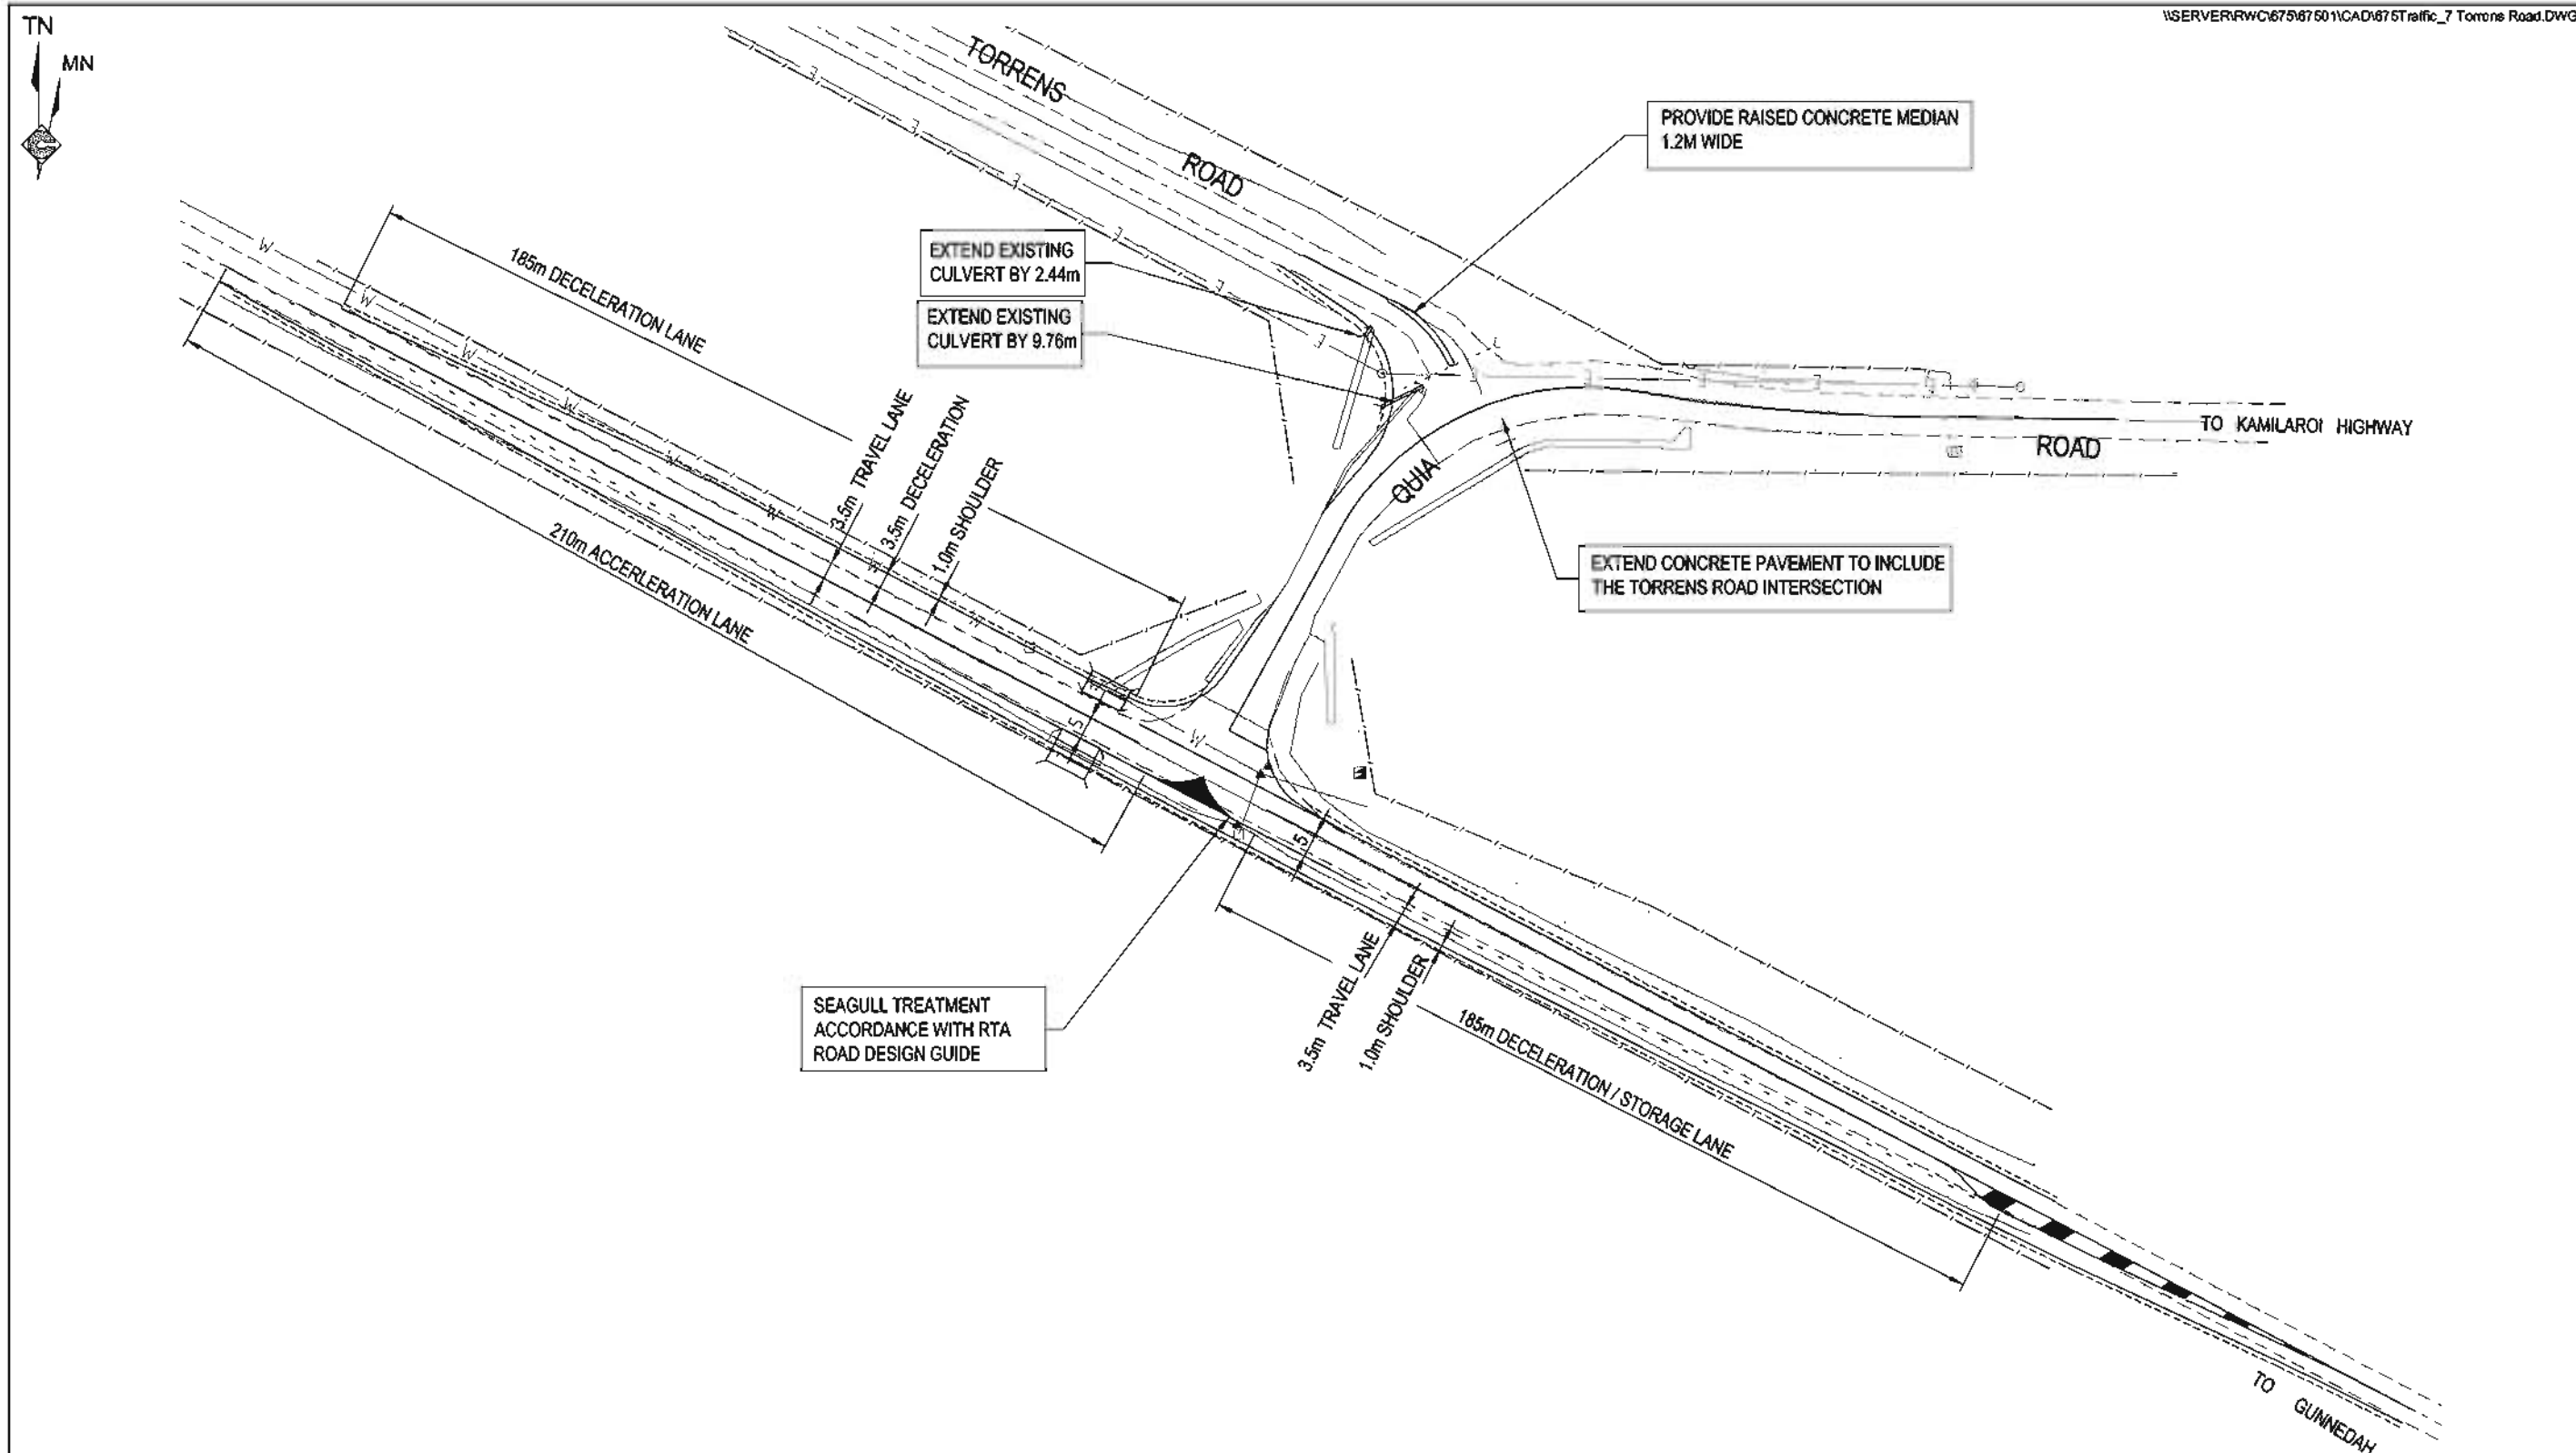 \\SERVER\RWC\675\67501\CAD\675Traffic_7 Torrens Road.DWG
TN
MN
TORRENS
ROAD
PROVIDE RAISED CONCRETE MEDIAN
1.2M WIDE
EXTEND EXISTING
CULVERT BY 2.44m
EXTEND EXISTING
CULVERT BY 9.76m
185m DECELERATION LANE
TO KAMILAROI HIGHWAY
ROAD
QUIA
3.5m TRAVEL LANE
3.5m DECELERATION
1.0m SHOULDER
210m ACCERLERATION LANE
EXTEND CONCRETE PAVEMENT TO INCLUDE
THE TORRENS ROAD INTERSECTION
5
5
SEAGULL TREATMENT
ACCORDANCE WITH RTA
ROAD DESIGN GUIDE
3.5m TRAVEL LANE
1.0m SHOULDER
185m DECELERATION / STORAGE LANE
TO GUNNEDAH
W
W
W
W
W
W
W
W
W
E
E
E
E
E
E